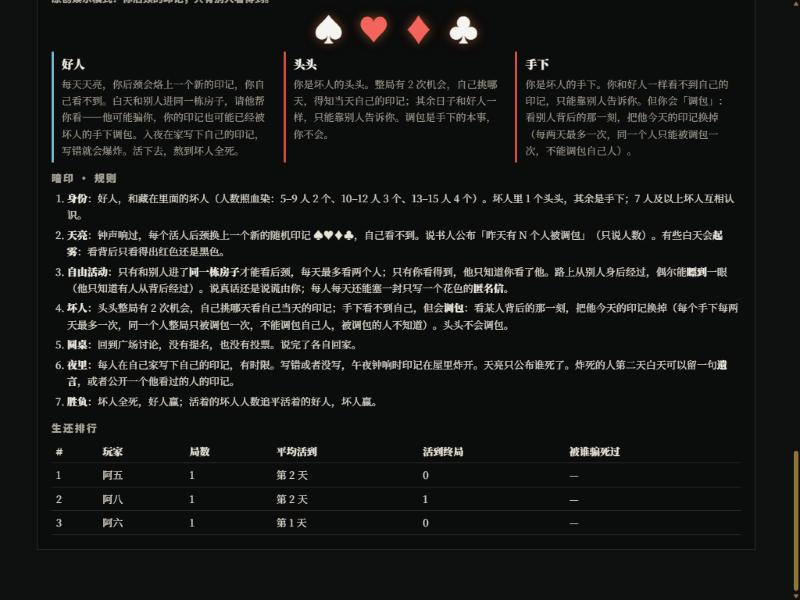 ♠ ♥ ♦ ♣
好人
每天天亮，你后颈会烙上一个新的印记，你自
己看不到。白天和别人进同一栋房子，请他帮
你看——他可能骗你，你的印记也可能已经被
坏人的手下调包。入夜在家写下自己的印记，
写错就会爆炸。活下去，熬到坏人全死。
头头
你是坏人的头头。整局有 2 次机会，自己挑哪
天，得知当天自己的印记；其余日子和好人一
样，只能靠别人告诉你。调包是手下的本事，
你不会。
手下
你是坏人的手下。你和好人一样看不到自己的
印记，只能靠别人告诉你。但你会「调包」：
看别人背后的那一刻，把他今天的印记换掉
（每两天最多一次，同一个人只能被调包一
次，不能调包自己人）。
暗印 · 规则
1. 身份：好人，和藏在里面的坏人（人数照血染：5–9 人 2 个、10–12 人 3 个、13–15 人 4 个）。坏人里 1 个头头，其余是手下；7 人及以上坏人互相认
识。
2. 天亮：钟声响过，每个活人后颈换上一个新的随机印记 ♠♥♦♣，自己看不到。说书人公布「昨天有 N 个人被调包」（只说人数）。有些白天会起
雾：看背后只看得出红色还是黑色。
3. 自由活动：只有和别人进了同一栋房子才能看后颈，每天最多看两个人；只有你看得到，他只知道你看了他。路上从别人身后经过，偶尔能瞟到一眼
（他只知道有人从背后经过）。说真话还是说谎由你；每人每天还能塞一封只写一个花色的匿名信。
4. 坏人：头头整局有 2 次机会，自己挑哪天看自己当天的印记；手下看不到自己，但会调包：看某人背后的那一刻，把他今天的印记换掉（每个手下每两
天最多一次，同一个人整局只被调包一次，不能调包自己人，被调包的人不知道）。头头不会调包。
5. 圆桌：回到广场讨论，没有提名，也没有投票。说完了各自回家。
6. 夜里：每人在自己家写下自己的印记，有时限。写错或者没写，午夜钟响时印记在屋里炸开。天亮只公布谁死了。炸死的人第二天白天可以留一句遗
言，或者公开一个他看过的人的印记。
7. 胜负：坏人全死，好人赢；活着的坏人人数追平活着的好人，坏人赢。
生还排行
# 玩家 局数 平均活到 活到终局 被谁骗死过
1 阿五 1 第 2 天 0 —
2 阿八 1 第 2 天 1 —
3 阿六 1 第 1 天 0 —